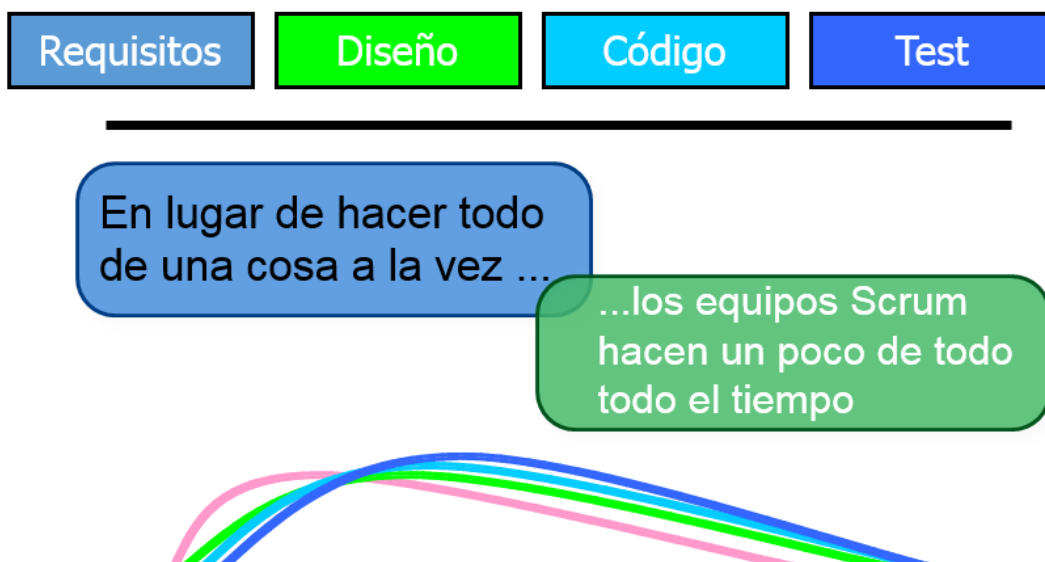 Requisitos
Diseño
Código
Test
En lugar de hacer todo
de una cosa a la vez ...
...los equipos Scrum
hacen un poco de todo
todo el tiempo